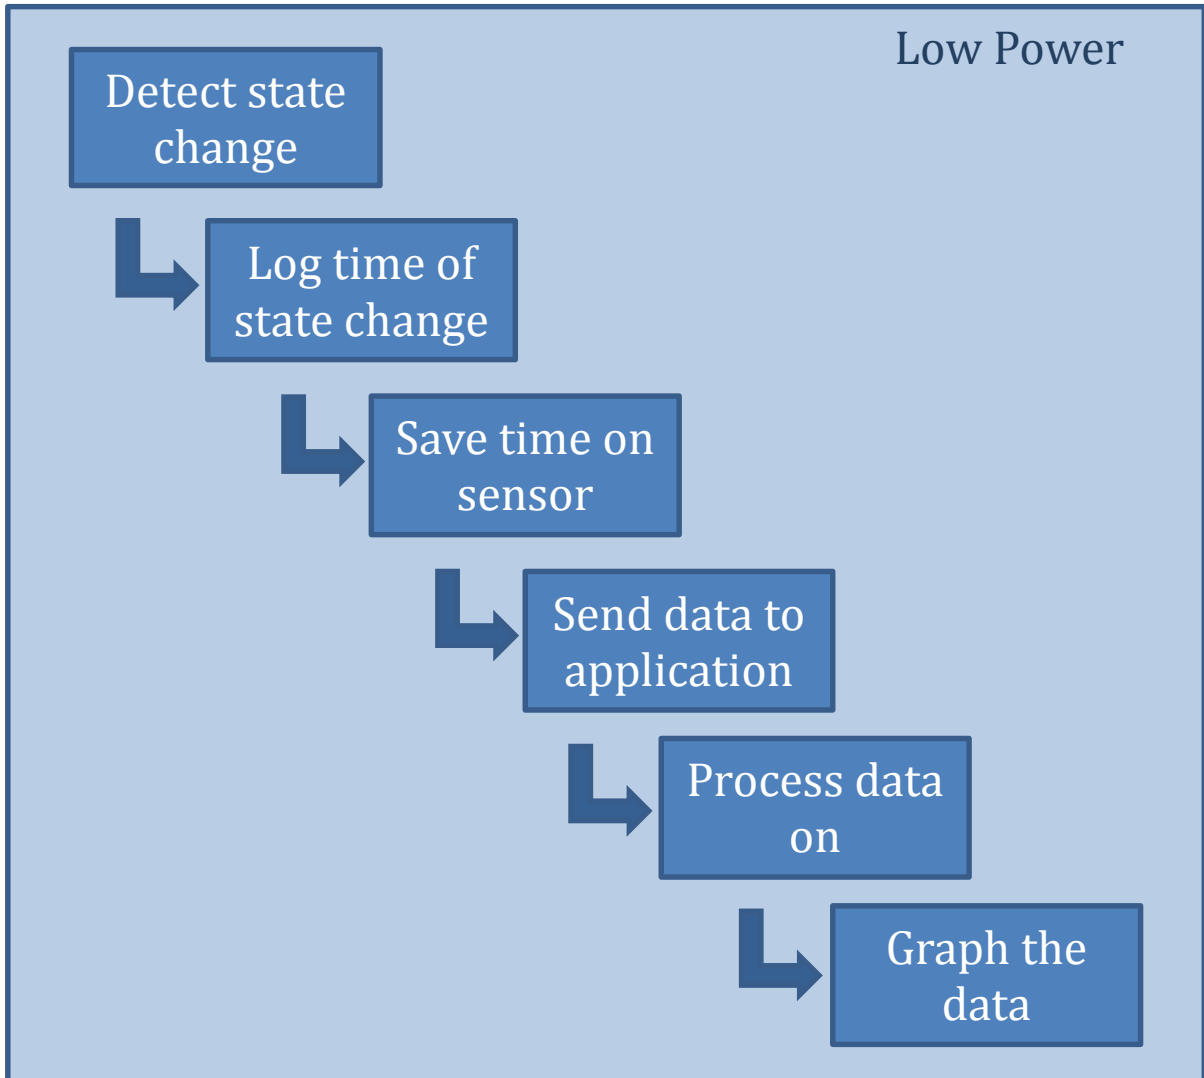 Low Power
Detect state
change
Log time of
state change
Save time on
sensor
Send data to
application
Process data
on
Graph the
data